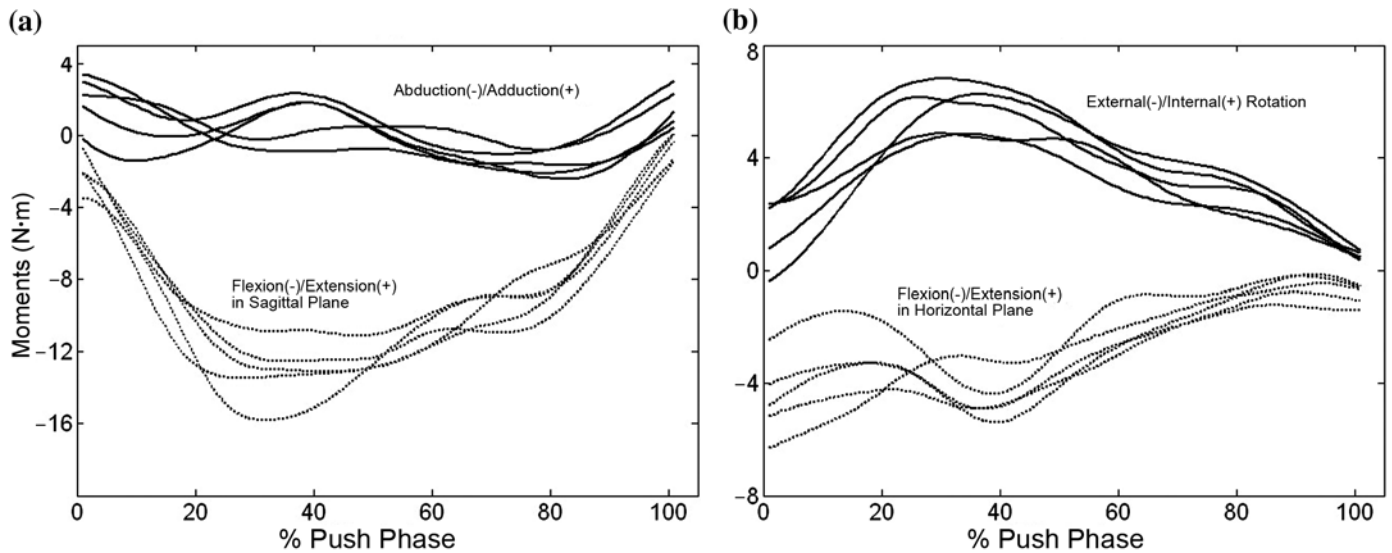 (a)
4
0
−4
−8
−12
−16
Moments (N·m)
Abduction(-)/Adduction(+)
Flexion(-)/Extension(+)
in Sagittal Plane
0 20 40 60 80 100
% Push Phase
(b)
8
4
0
−4
−8
External(-)/Internal(+) Rotation
Flexion(-)/Extension(+)
in Horizontal Plane
0 20 40 60 80 100
% Push Phase